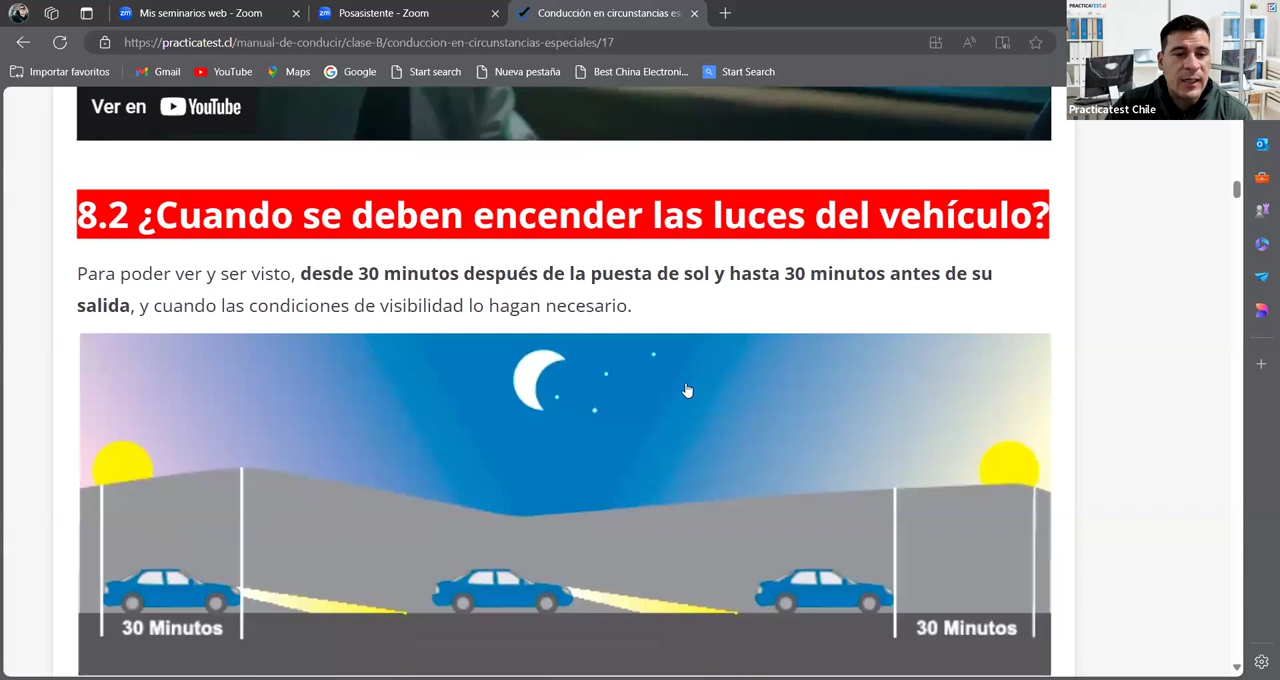 Mis seminarios web - Zoom
Posasistente - Zoom
Conducción en circunstancias es
https://practicatest.cl/manual-de-conducir/clase-B/conduccion-en-circunstancias-especiales/17
Importar favoritos
Gmail
YouTube
Maps
Google
Start search
Nueva pestaña
Best China Electroni...
Start Search
PRACTICATEST.cl
Practicatest Chile
Ver en YouTube
8.2 ¿Cuando se deben encender las luces del vehículo?
Para poder ver y ser visto, desde 30 minutos después de la puesta de sol y hasta 30 minutos antes de su
salida, y cuando las condiciones de visibilidad lo hagan necesario.
30 Minutos
30 Minutos